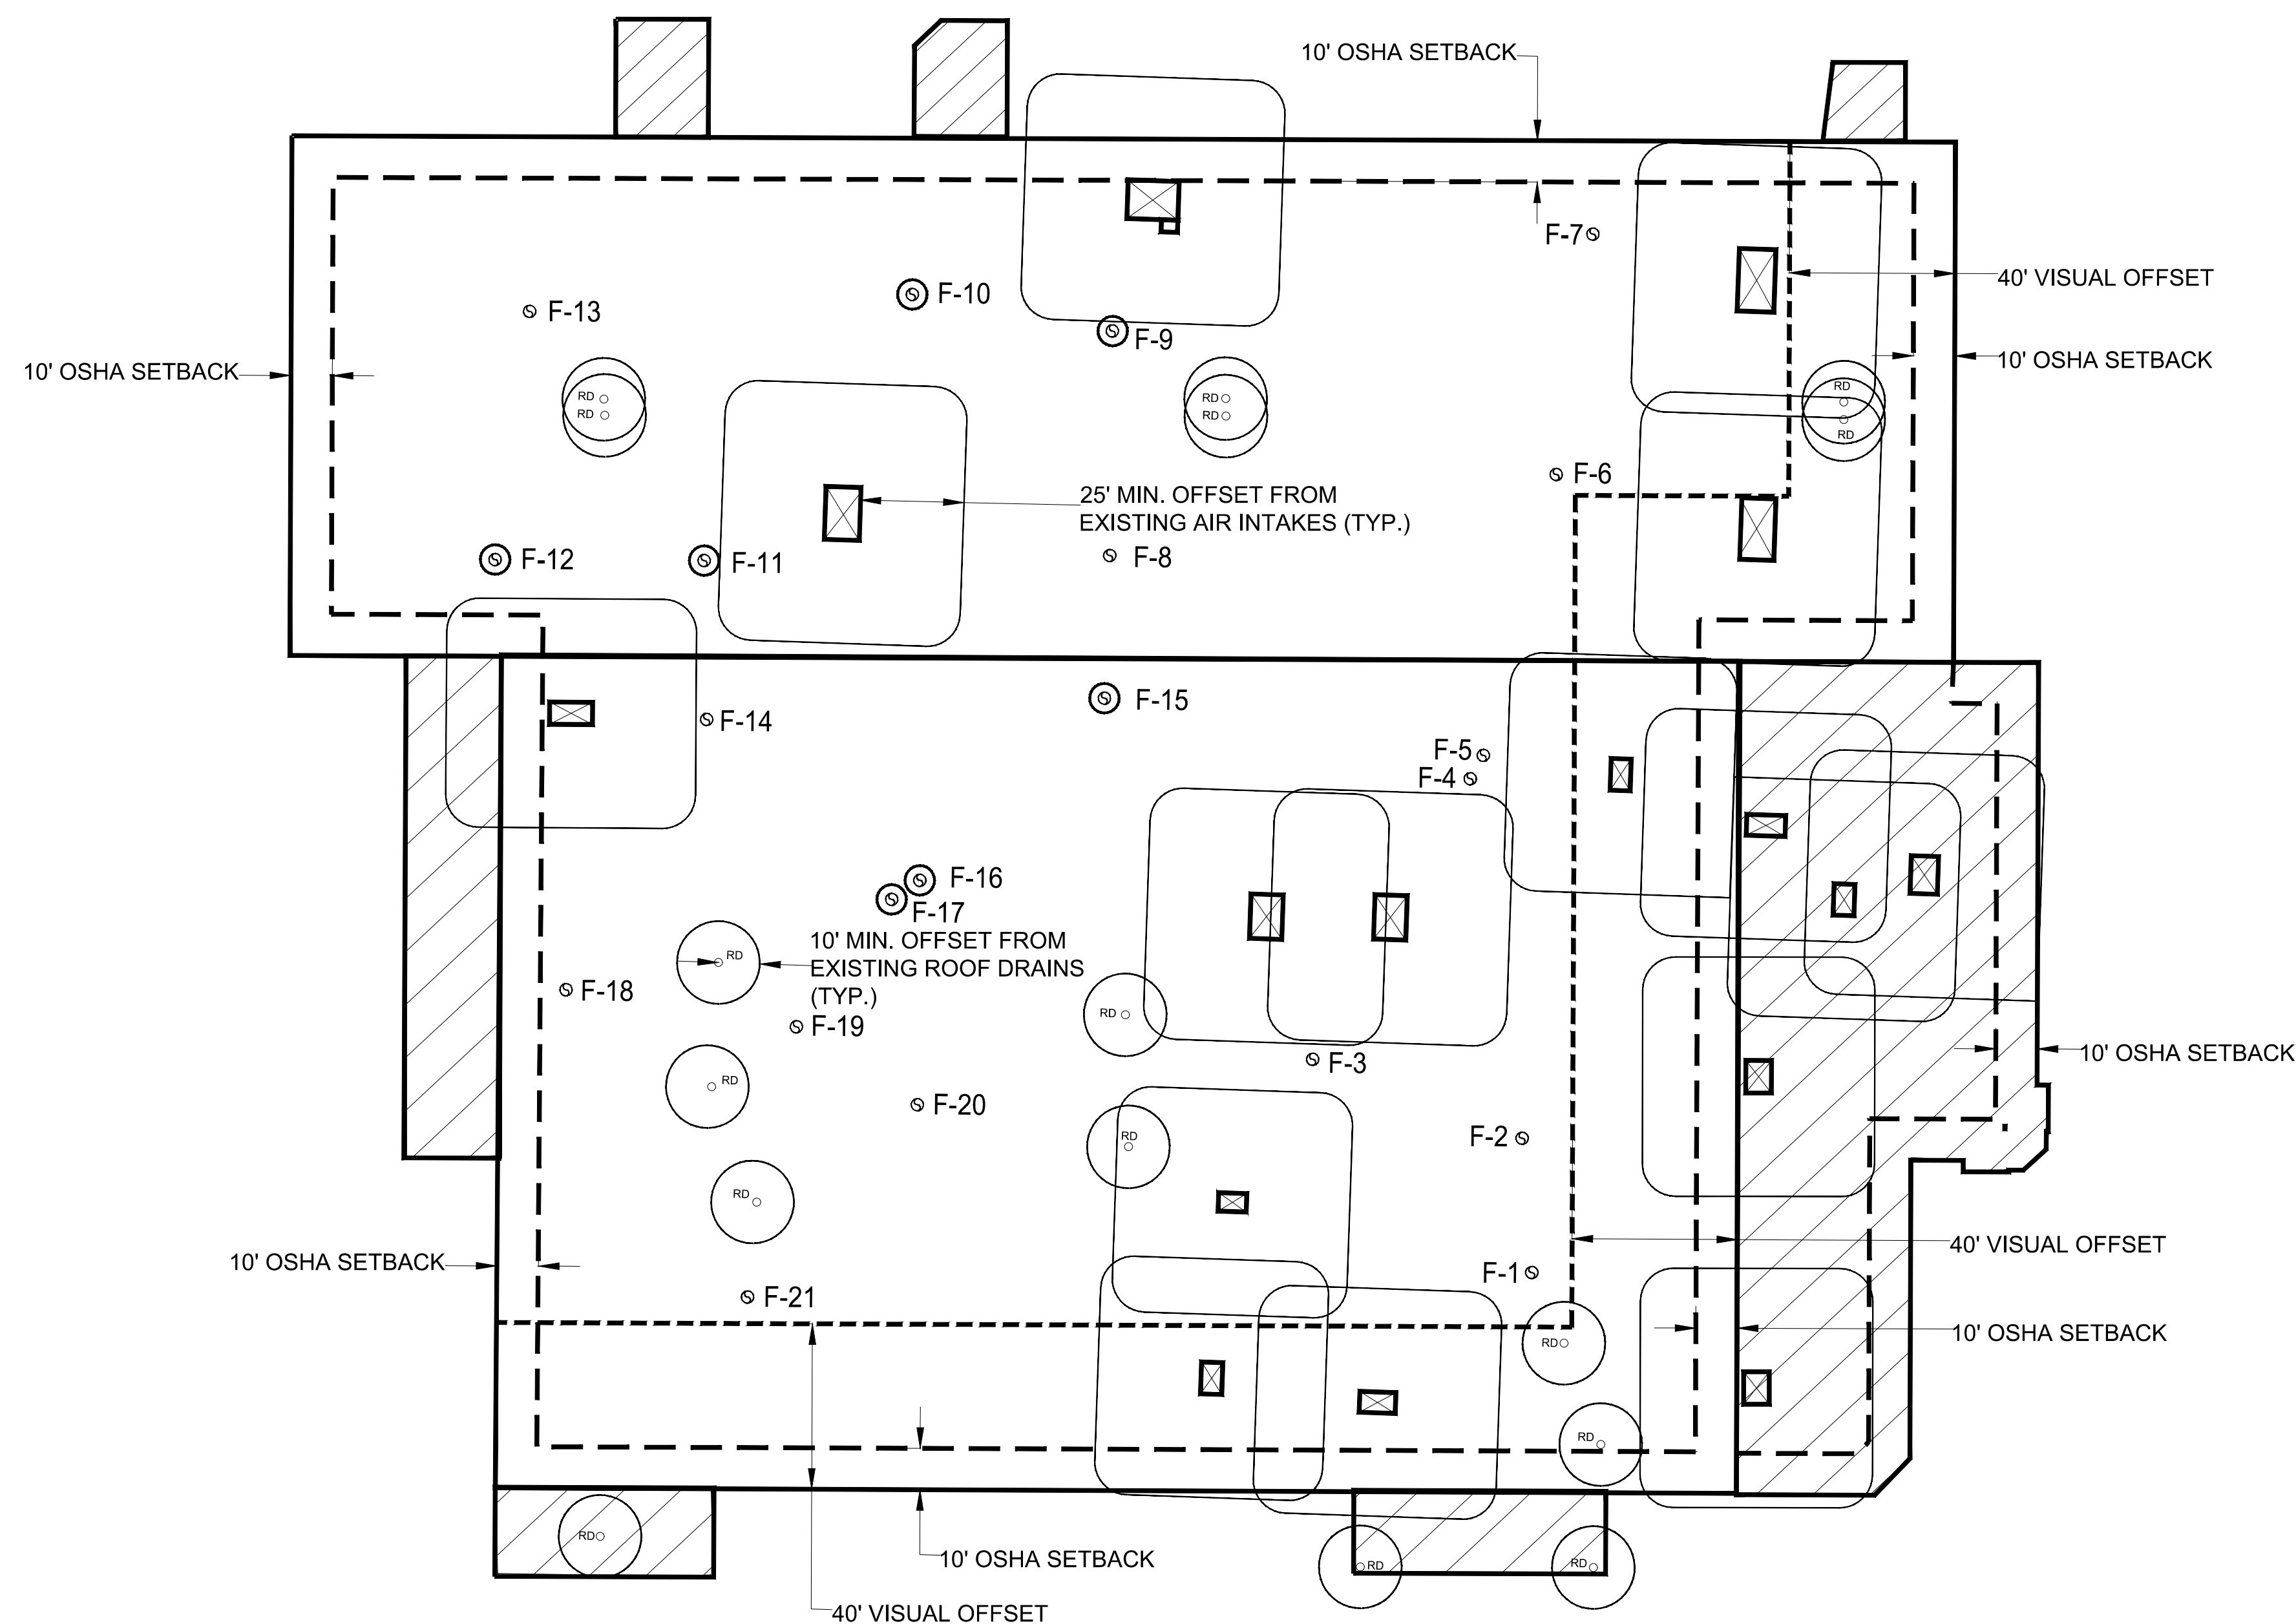 10' OSHA SETBACK
F-7
40' VISUAL OFFSET
F-10
F-13
F-9
10' OSHA SETBACK
10' OSHA SETBACK
RD
RD
RD
RD
RD
RD
F-6
25' MIN. OFFSET FROM
EXISTING AIR INTAKES (TYP.)
F-12
F-11
F-8
F-15
F-14
F-5
F-4
F-16
F-17
10' MIN. OFFSET FROM
EXISTING ROOF DRAINS
(TYP.)
RD
F-18
F-19
RD
F-3
10' OSHA SETBACK
RD
F-20
RD
F-2
RD
40' VISUAL OFFSET
10' OSHA SETBACK
F-1
F-21
RD
10' OSHA SETBACK
RD
RD
10' OSHA SETBACK
RD
RD
40' VISUAL OFFSET